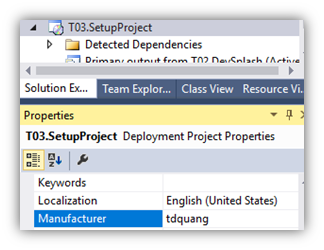 T03.SetupProject
Detected Dependencies
Primary output from T02.DevSplash (Active
Solution Ex... Team Explor... Class View Resource Vi...
Properties
T03.SetupProject Deployment Project Properties
Keywords
Localization English (United States)
Manufacturer tdquang